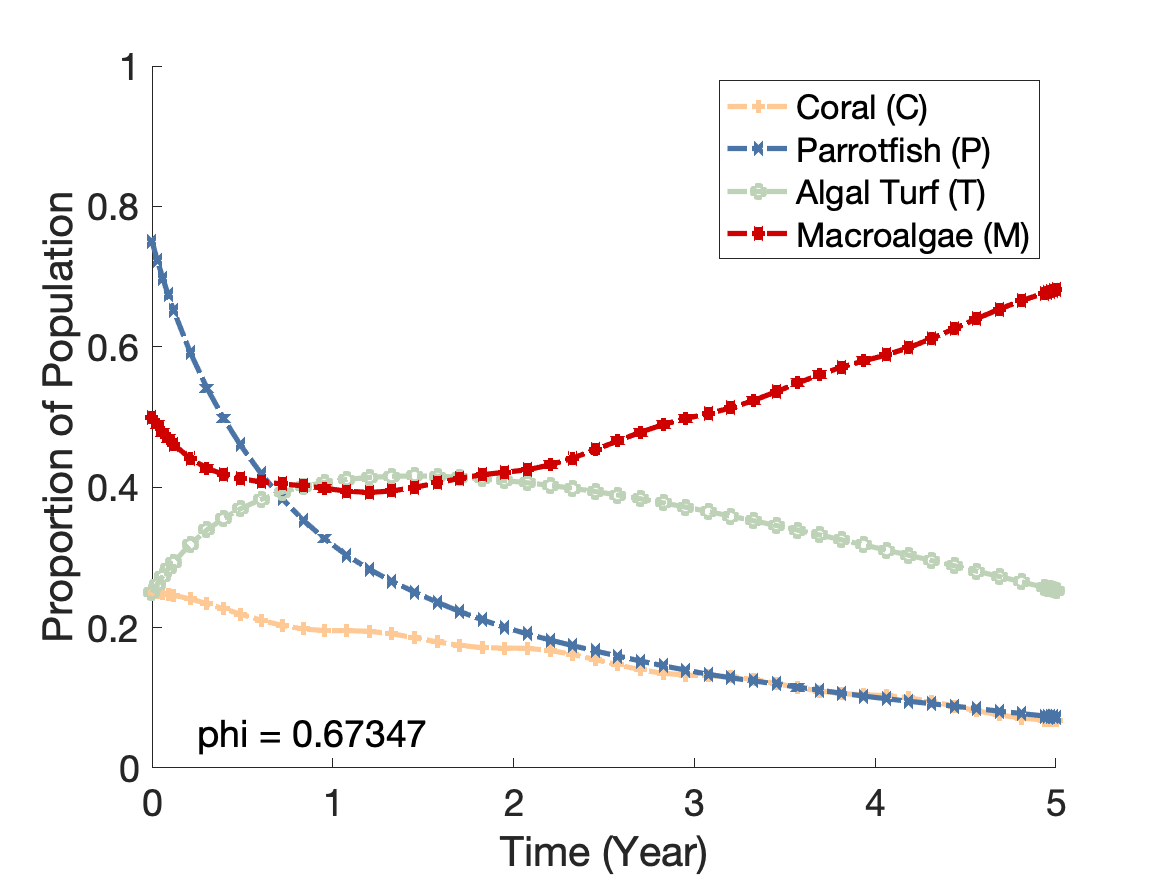 1
0.8
0.6
0.4
0.2
0
Proportion of Population
Coral (C)
Parrotfish (P)
Algal Turf (T)
Macroalgae (M)
phi = 0.67347
0 1 2 3 4 5
Time (Year)